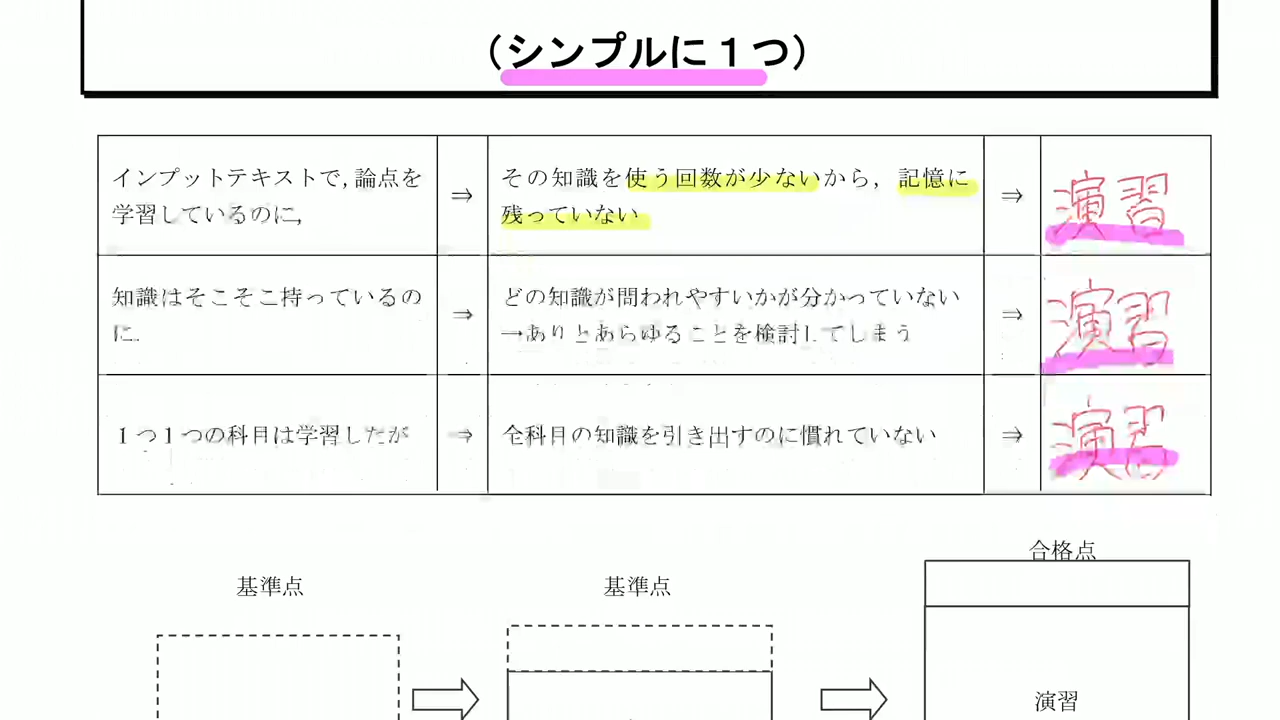 (シンプルに１つ)
インプットテキストで,論点を
学習しているのに,
⇒
その知識を使う回数が少ないから,記憶に
残っていない
⇒
演習
知識はそこそこ持っているの
に,
⇒
どの知識が問われやすいかが分かっていない
→ありとあらゆることを検討してしまう
⇒
演習
１つ１つの科目は学習したが
⇒
全科目の知識を引き出すのに慣れていない
⇒
演習
基準点
基準点
合格点
演習